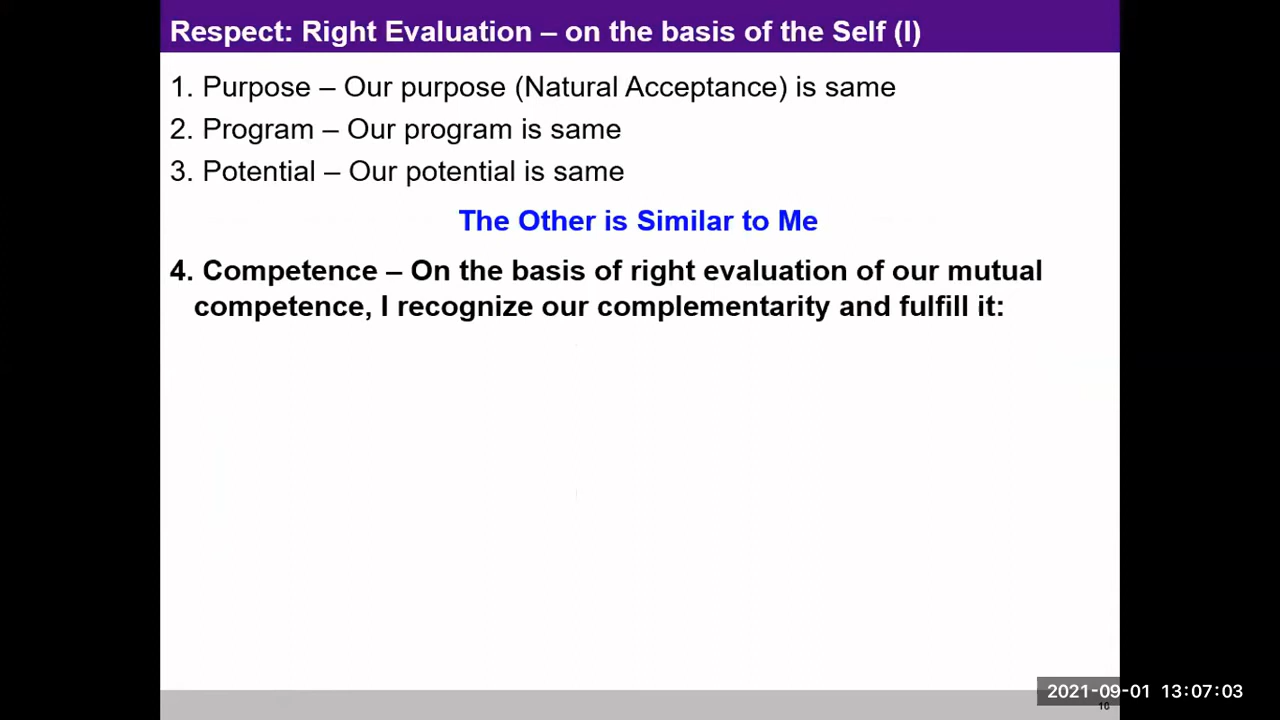 Respect: Right Evaluation – on the basis of the Self (I)
1. Purpose – Our purpose (Natural Acceptance) is same
2. Program – Our program is same
3. Potential – Our potential is same
The Other is Similar to Me
4. Competence – On the basis of right evaluation of our mutual
competence, I recognize our complementarity and fulfill it:
2021-09-01 13:07:03
16